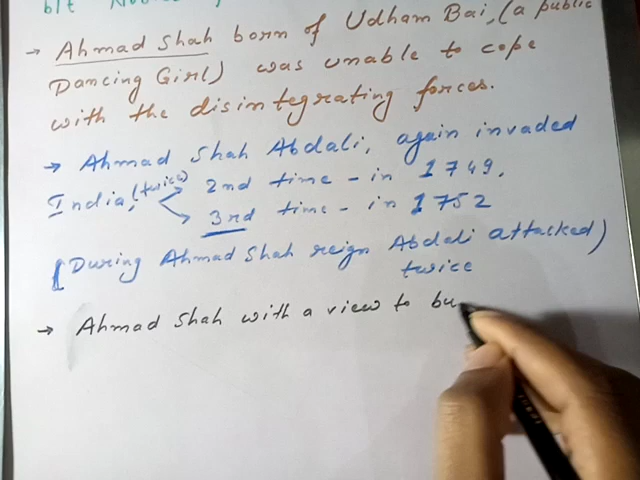 b/t
→ Ahmad Shah born of Udham Bai, (a public
Dancing Girl) was unable to cope
with the disintegrating forces.
→ Ahmad Shah Abdali, again invaded
India, (twice) 2nd time - in 1749.
3rd time - in 1752
[During Ahmad Shah reign Abdali attacked)
twice
→ Ahmad Shah with a view to bu